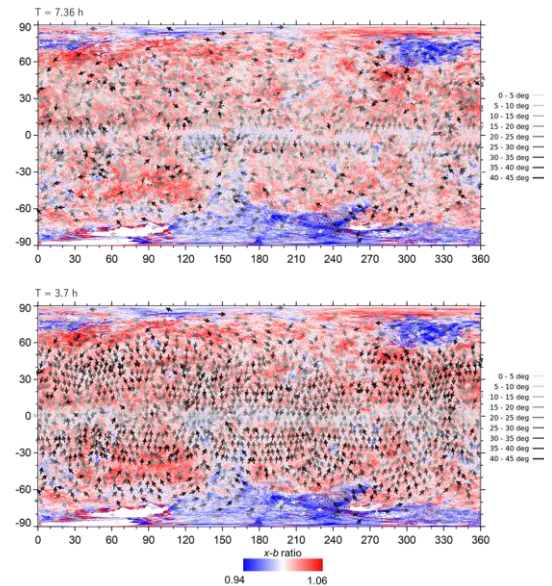 T = 7.36 h
90
60
30
0
-30
-60
-90
0 30 60 90 120 150 180 210 240 270 300 330 360
0 - 5 deg
5 - 10 deg
10 - 15 deg
15 - 20 deg
20 - 25 deg
25 - 30 deg
30 - 35 deg
35 - 40 deg
40 - 45 deg
T = 3.7 h
90
60
30
0
-30
-60
-90
0 30 60 90 120 150 180 210 240 270 300 330 360
0 - 5 deg
5 - 10 deg
10 - 15 deg
15 - 20 deg
20 - 25 deg
25 - 30 deg
30 - 35 deg
35 - 40 deg
40 - 45 deg
x-b ratio
0.94 1.06